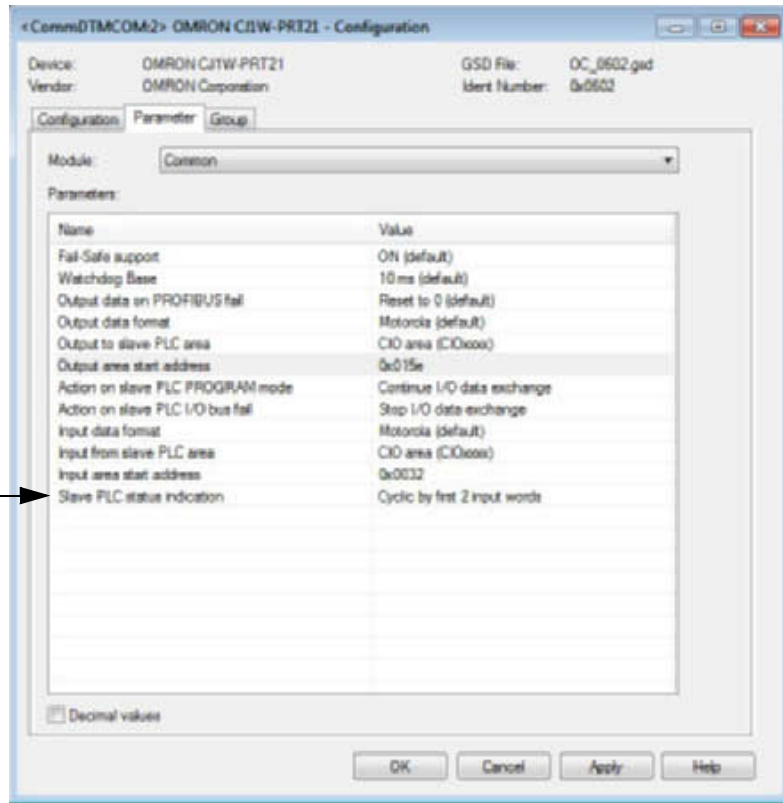 <CommDTMCOM:2> OMRON CJ1W-PRT21 - Configuration
Device: OMRON CJ1W-PRT21 GSD File: OC_0602.gsd
Vendor: OMRON Corporation Ident Number: 0x0602
Configuration Parameter Group
Module: Common
Parameters:
Name Value
Fail-Safe support ON (default)
Watchdog Base 10 ms (default)
Output data on PROFIBUS fail Reset to 0 (default)
Output data format Motorola (default)
Output to slave PLC area CIO area (CIOxxxx)
Output area start address 0x015e
Action on slave PLC PROGRAM mode Continue I/O data exchange
Action on slave PLC I/O bus fail Stop I/O data exchange
Input data format Motorola (default)
Input from slave PLC area CIO area (CIOxxxx)
Input area start address 0x0032
Slave PLC status indication Cyclic by first 2 input words
Decimal values
OK Cancel Apply Help